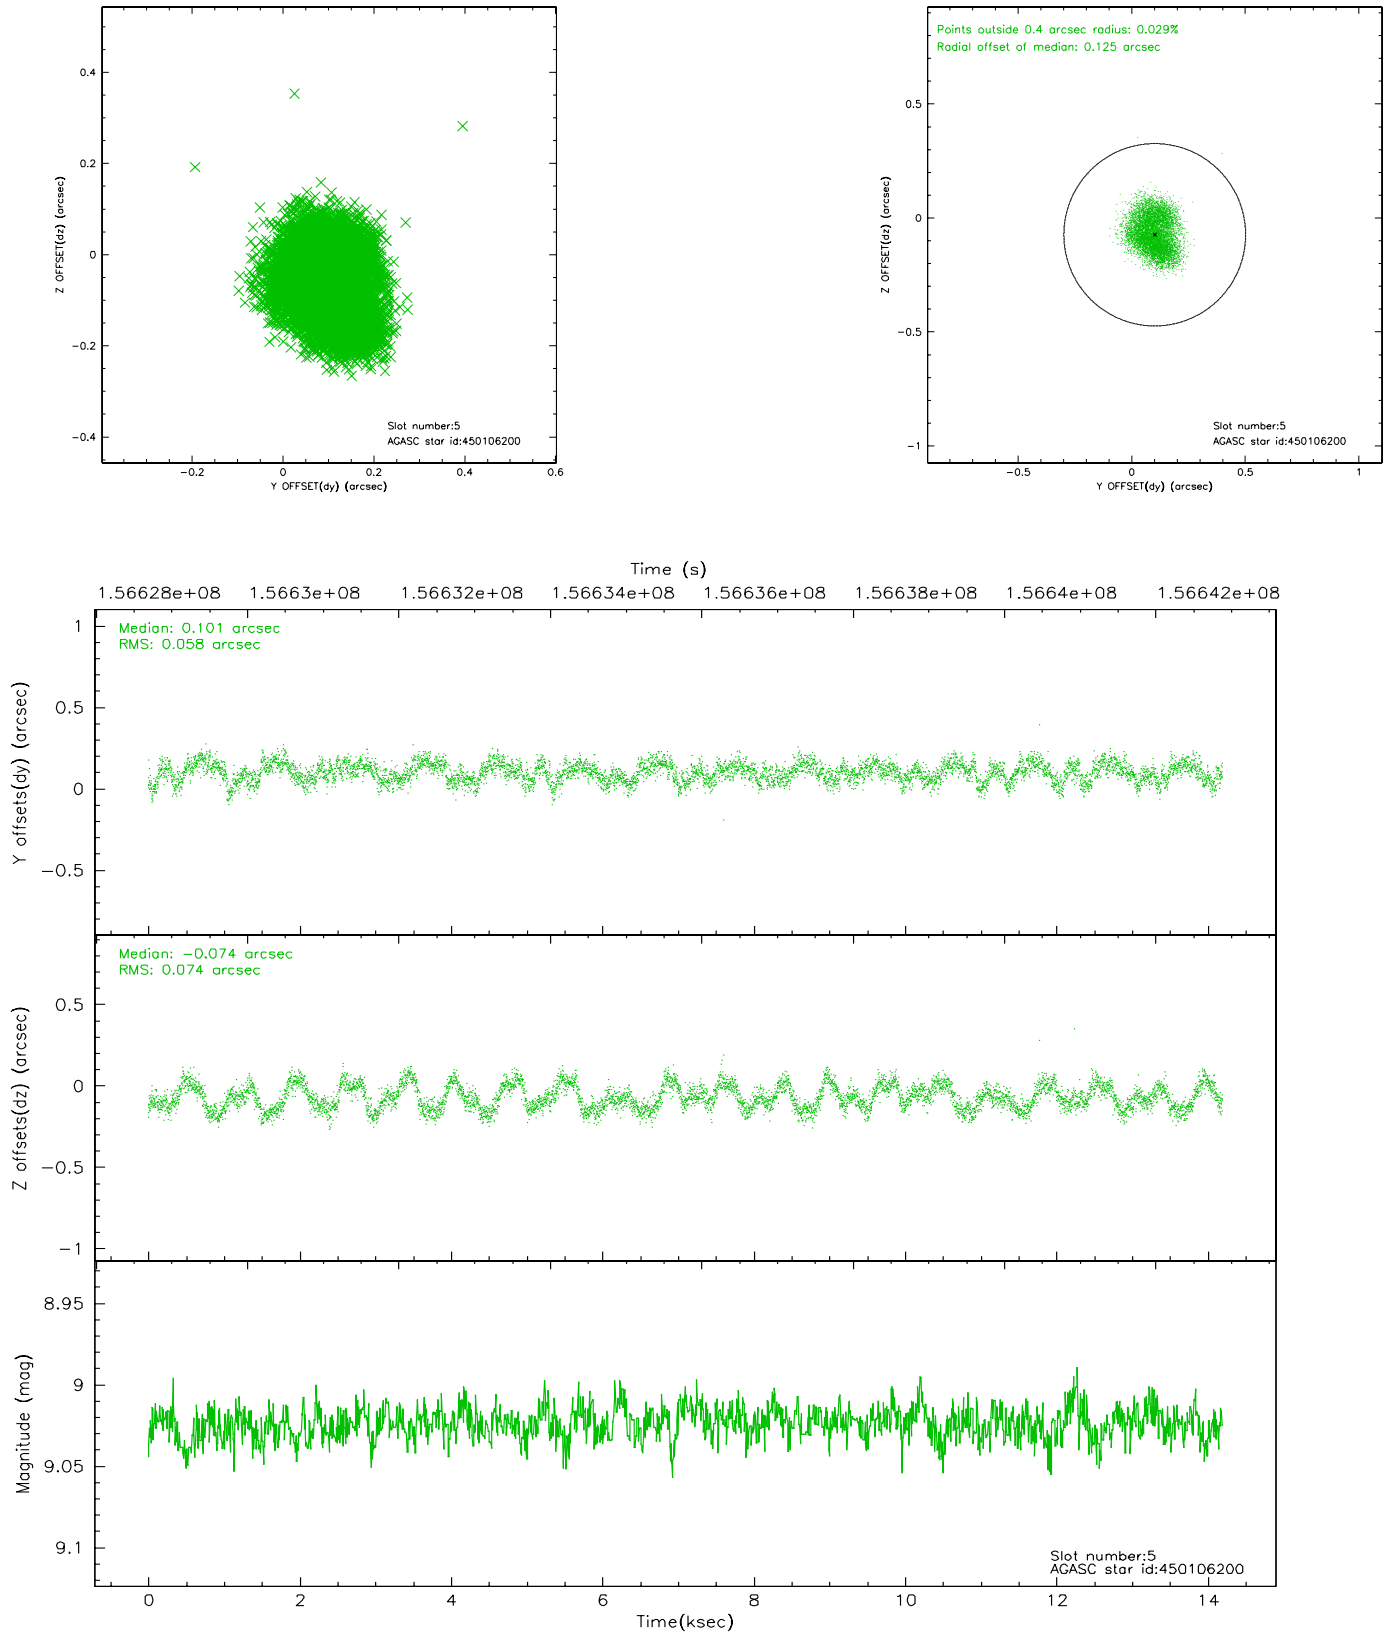 0.4
0.2
0
−0.2
−0.4
−0.2
0
0.2
0.4
0.6
Z OFFSET(dz) (arcsec)
Y OFFSET(dy) (arcsec)
Slot number:5
AGASC star id:450106200
Points outside 0.4 arcsec radius: 0.029%
Radial offset of median: 0.125 arcsec
0.5
0
−0.5
−1
−0.5
0
0.5
1
Z OFFSET(dz) (arcsec)
Y OFFSET(dy) (arcsec)
Slot number:5
AGASC star id:450106200
Time (s)
1.56628e+08
1.5663e+08
1.56632e+08
1.56634e+08
1.56636e+08
1.56638e+08
1.5664e+08
1.56642e+08
Median: 0.101 arcsec
RMS: 0.058 arcsec
1
0.5
0
−0.5
Y offsets(dy) (arcsec)
Median: −0.074 arcsec
RMS: 0.074 arcsec
0.5
0
−0.5
−1
Z offsets(dz) (arcsec)
8.95
9
9.05
9.1
Magnitude (mag)
Slot number:5
AGASC star id:450106200
0
2
4
6
8
10
12
14
Time(ksec)